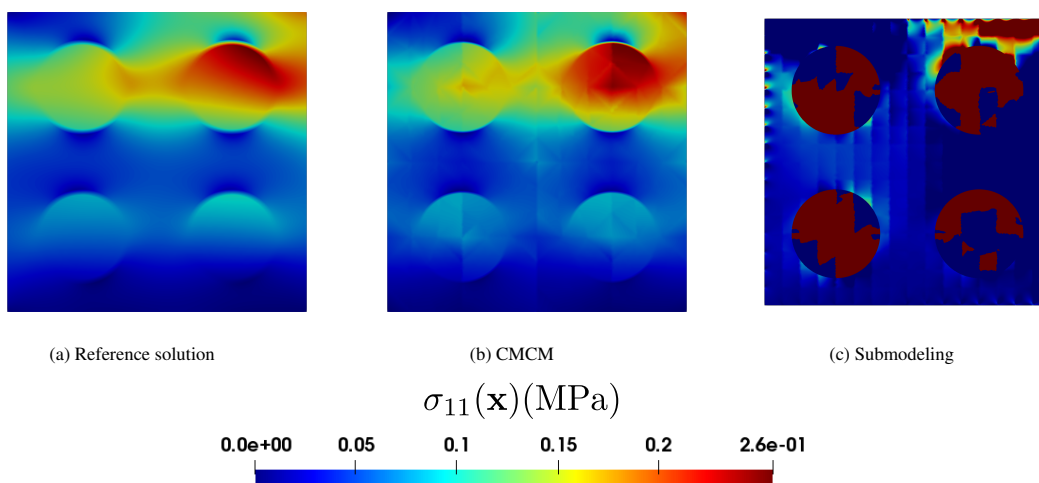 (a) Reference solution
(b) CMCM
(c) Submodeling
σ₁₁(𝐱)(MPa)
0.0e+00 0.05 0.1 0.15 0.2 2.6e-01